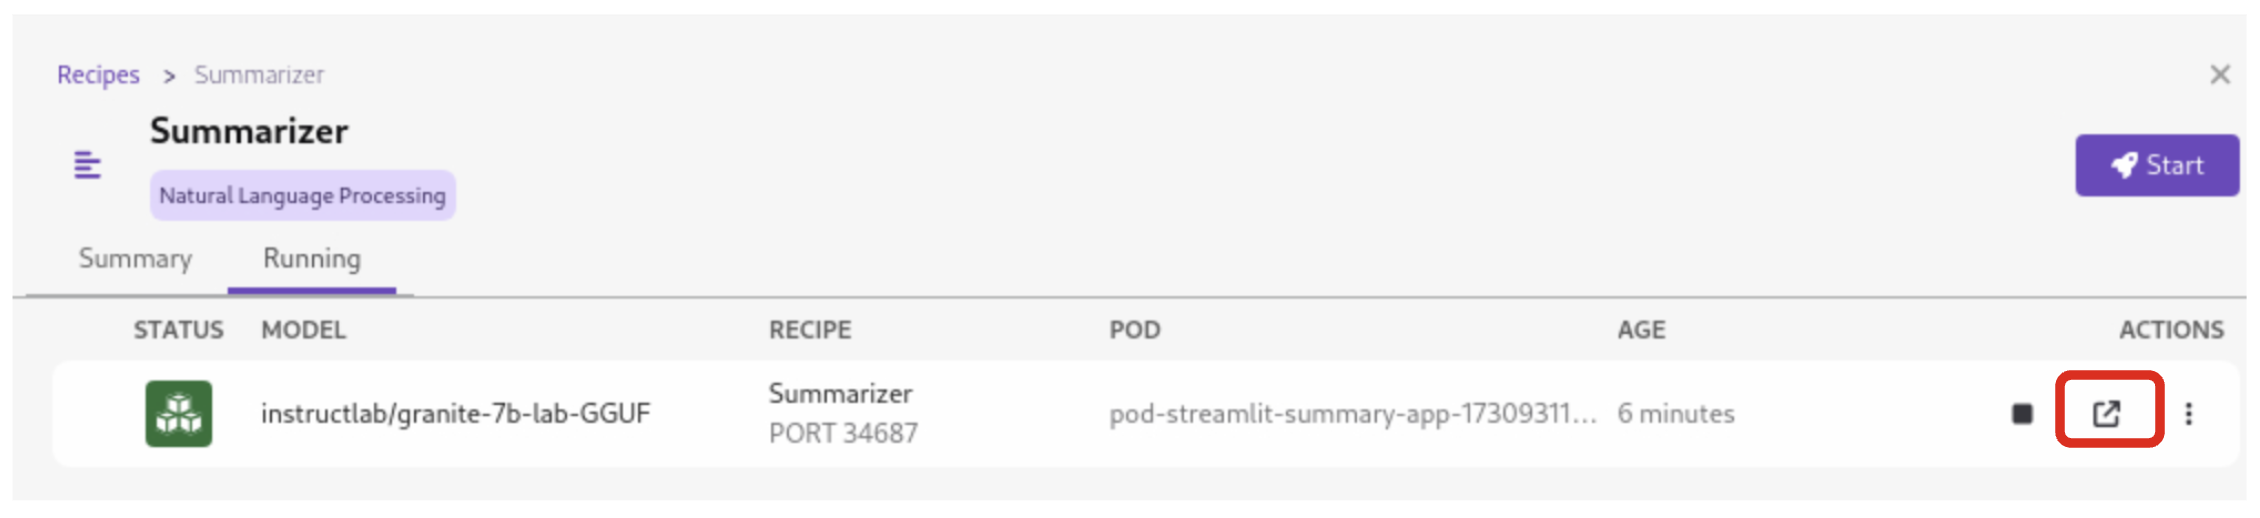 Recipes > Summarizer
Summarizer
Start
Natural Language Processing
Summary Running
STATUS MODEL RECIPE POD AGE ACTIONS
instructlab/granite-7b-lab-GGUF Summarizer PORT 34687 pod-streamlit-summary-app-17309311... 6 minutes